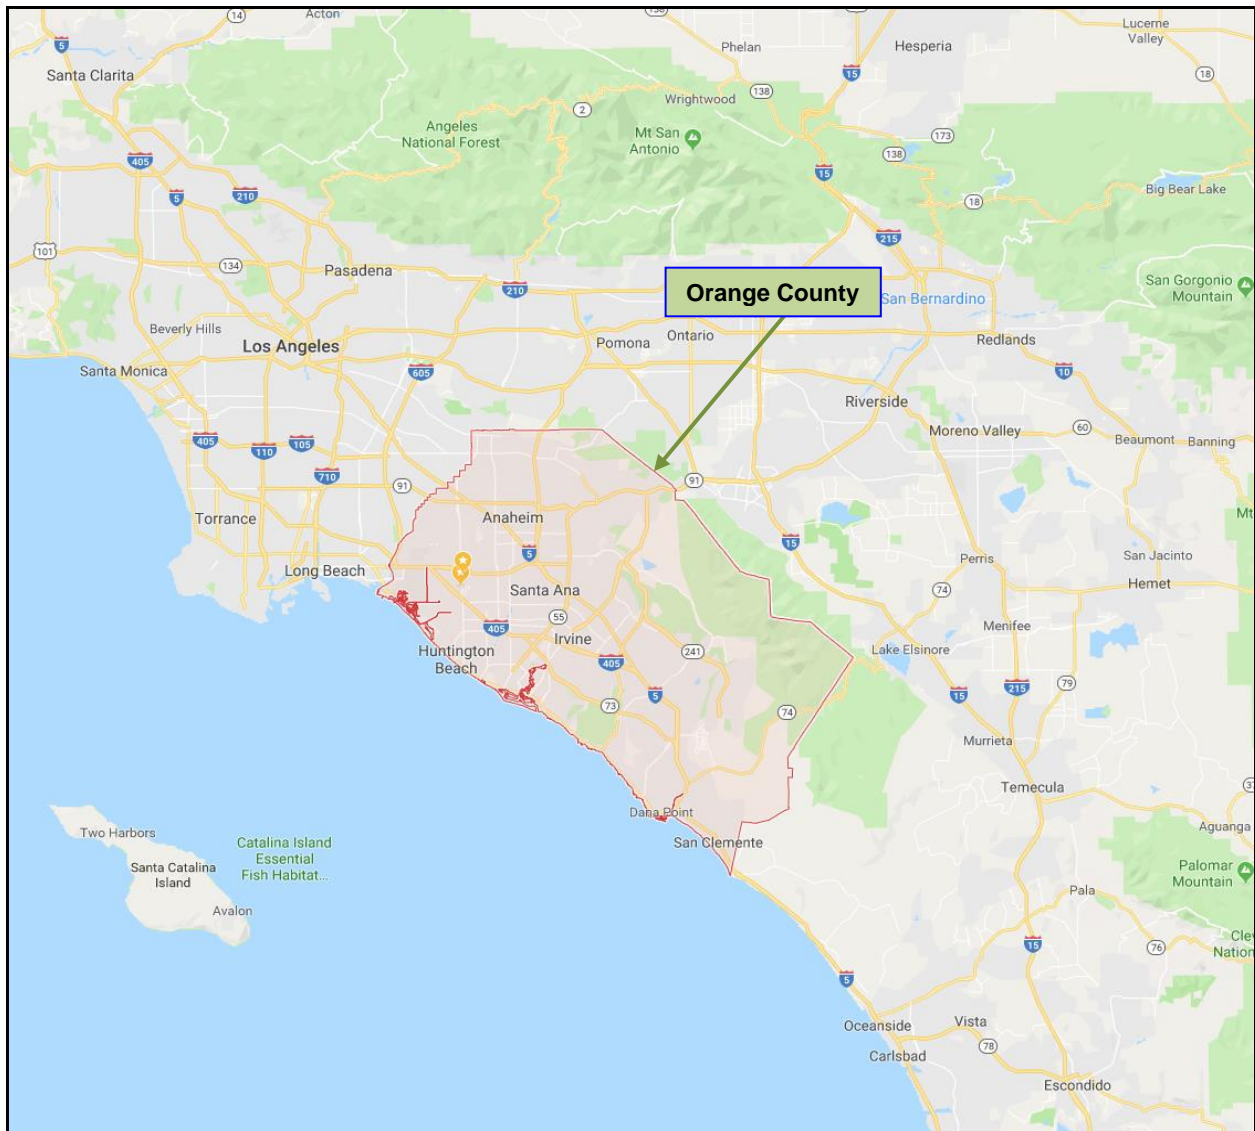 14
Acton
138
Lucerne
Valley
5
Phelan
Hesperia
Santa Clarita
15
18
Wrightwood
138
2
Angeles
National Forest
Mt San
Antonio
173
138
405
15
5
210
Big Bear Lake
18
101
215
134
Pasadena
210
San Gorgonio
Mountain
Orange County
San Bernardino
Beverly Hills
Los Angeles
Pomona
Ontario
Redlands
Santa Monica
605
10
Riverside
405
110
105
Moreno Valley
60
Beaumont
Banning
710
91
91
Torrance
Anaheim
Mt
15
Long Beach
5
Perris
San Jacinto
Hemet
Santa Ana
74
55
405
Irvine
Menifee
Huntington
Beach
405
241
Lake Elsinore
5
15
215
79
73
74
Murrieta
Temecula
37
Dana Point
San Clemente
Two Harbors
Catalina Island
Essential
Fish Habitat...
Aguanga
Santa Catalina
Island
Palomar
Mountain
Pala
Avalon
15
76
Cle
Nation
5
Oceanside
Vista
Carlsbad
78
Escondido